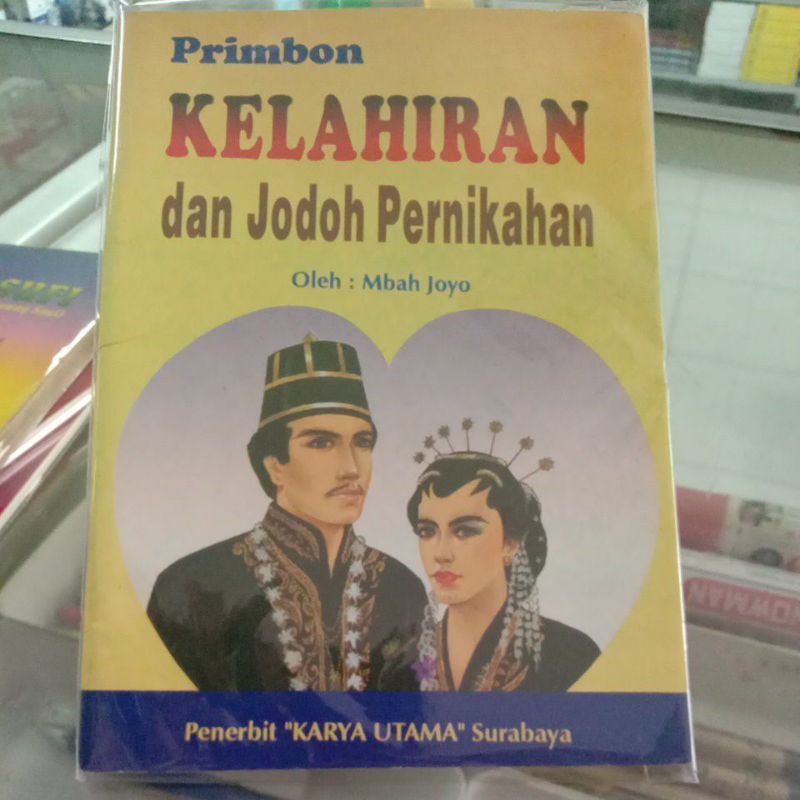 Primbon
KELAHIRAN
dan Jodoh Pernikahan
Oleh : Mbah Joyo
Penerbit "KARYA UTAMA" Surabaya